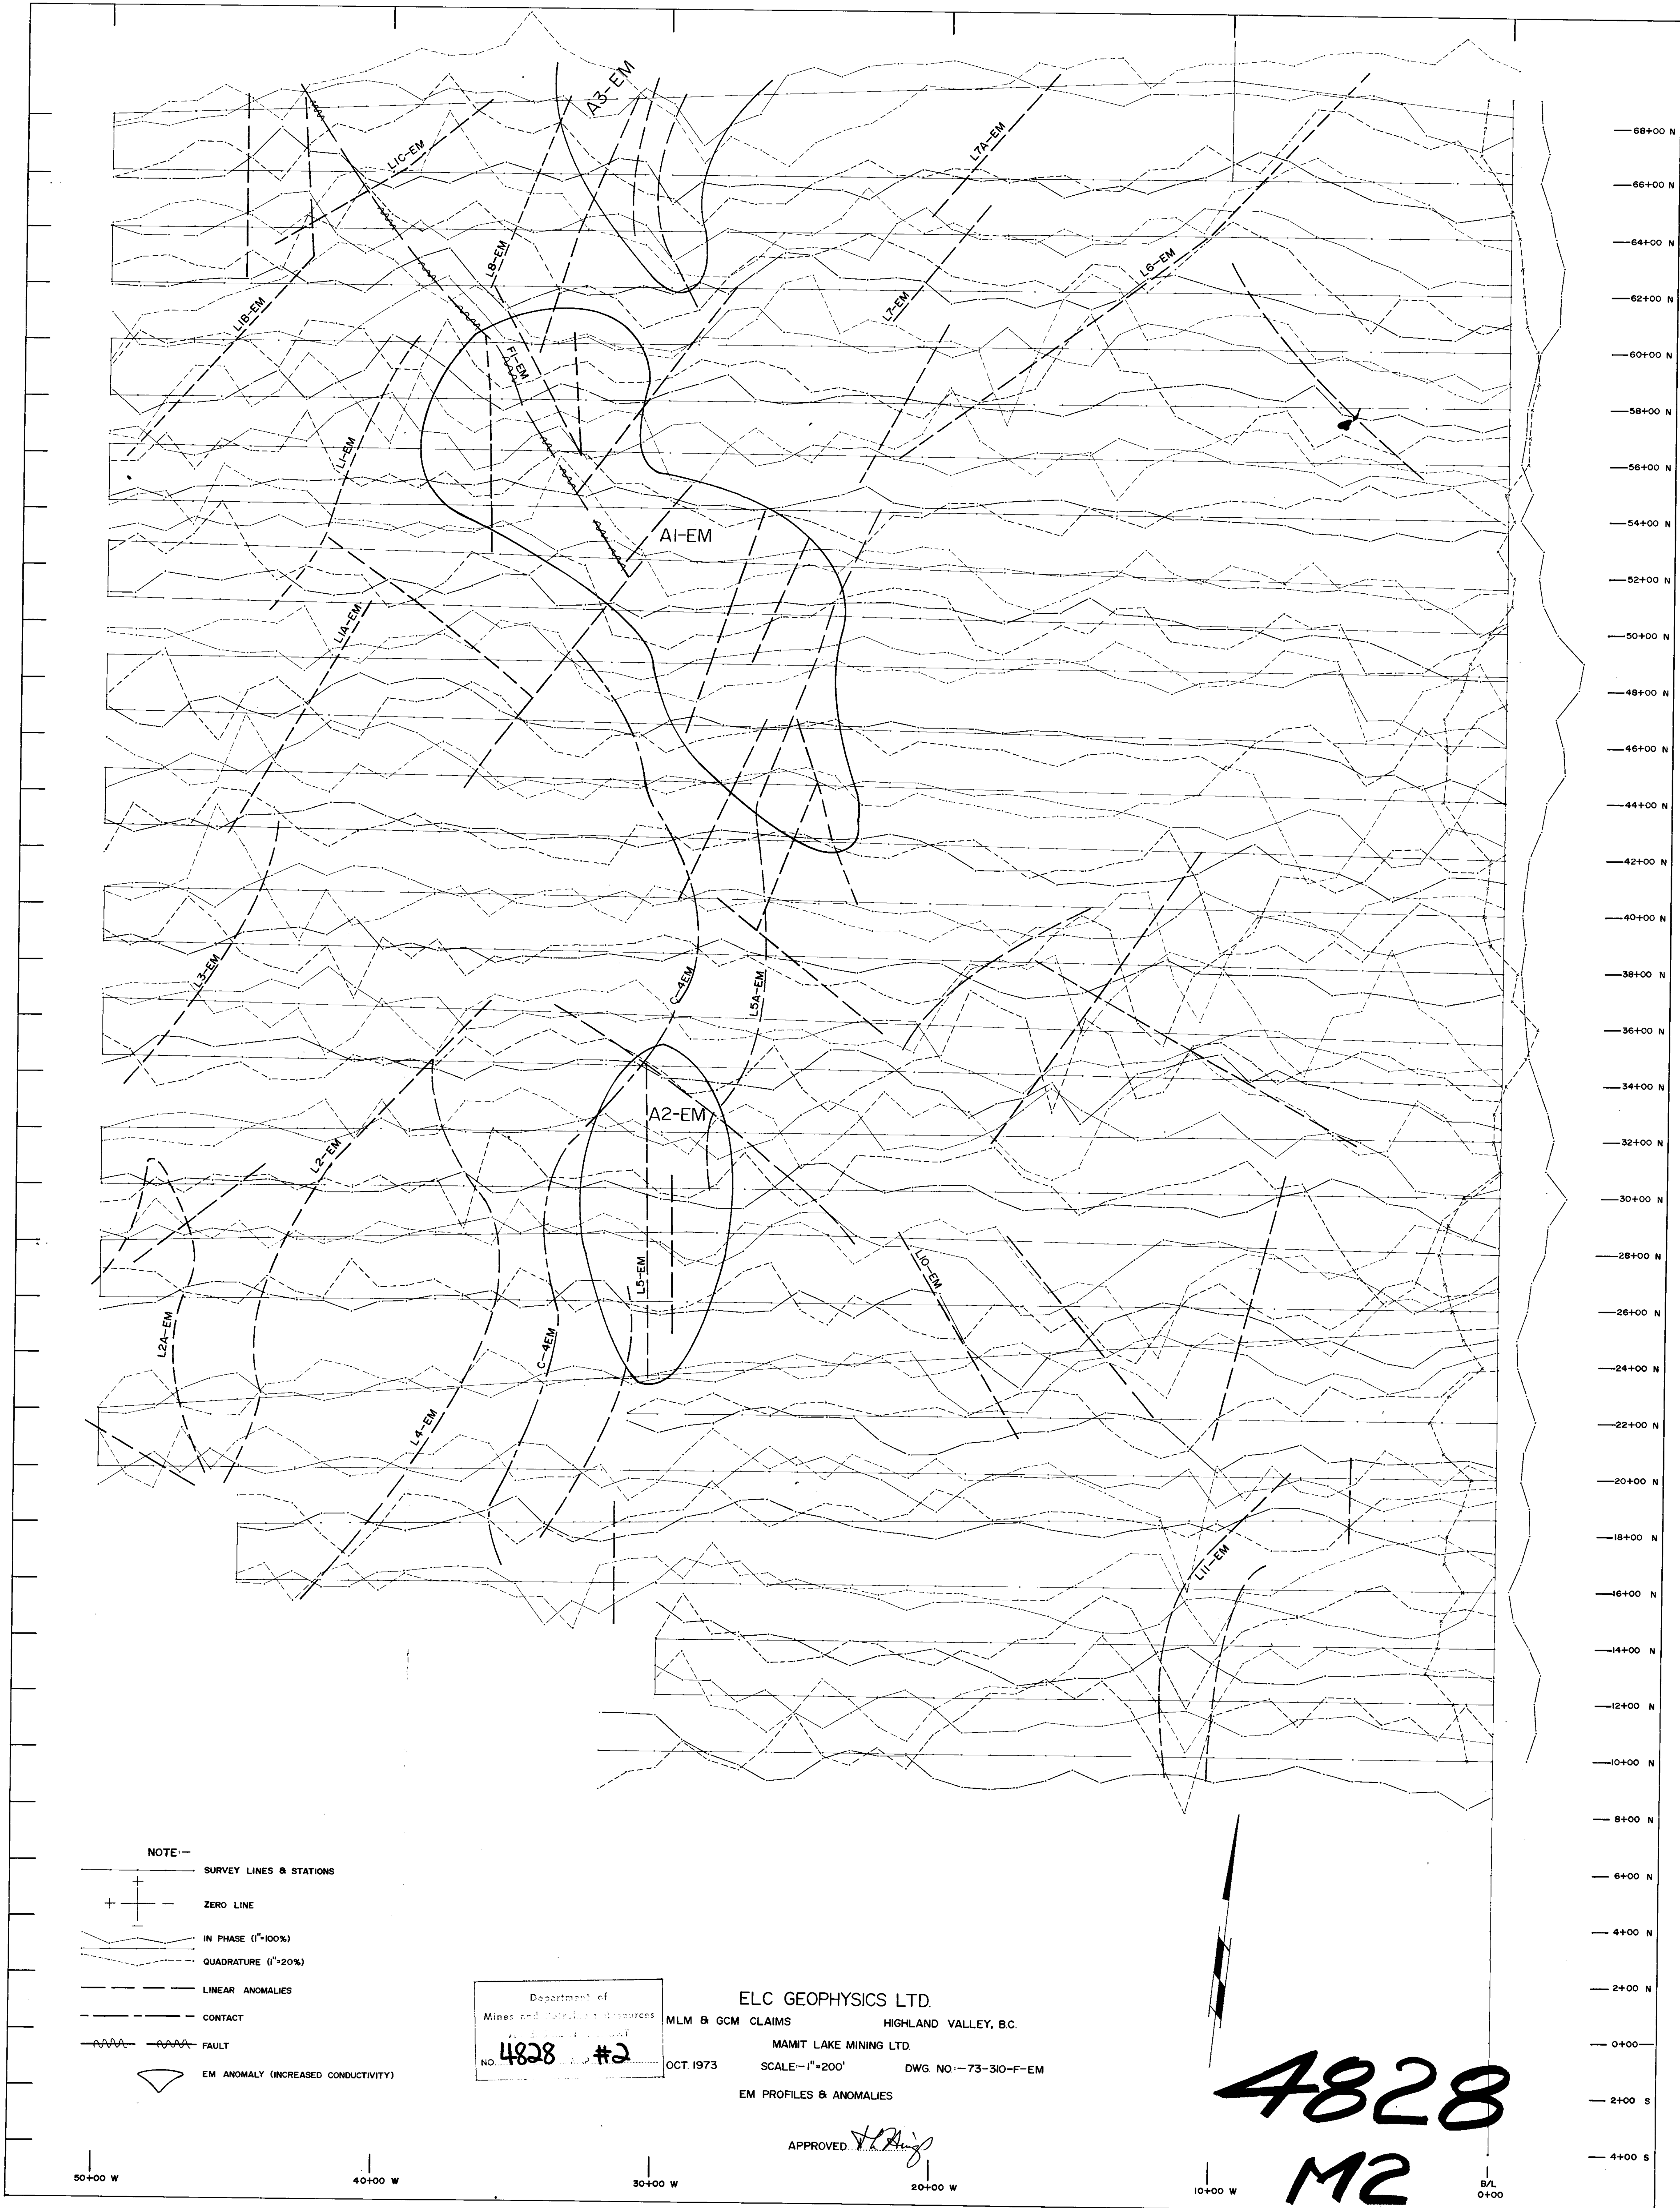 A3-EM
68+00 N
L7A-EM
L1C-EM
66+00 N
64+00 N
L8-EM
L6-EM
62+00 N
L7-EM
L1B-EM
60+00 N
F1-EM
58+00 N
L1-EM
56+00 N
54+00 N
A1-EM
52+00 N
L1A-EM
50+00 N
48+00 N
46+00 N
44+00 N
42+00 N
40+00 N
L3-EM
C-4EM
L5A-EM
38+00 N
36+00 N
34+00 N
A2-EM
L2-EM
32+00 N
30+00 N
28+00 N
L10-EM
L5-EM
26+00 N
L2A-EM
C-4EM
24+00 N
L4-EM
22+00 N
20+00 N
18+00 N
L11-EM
16+00 N
14+00 N
12+00 N
10+00 N
8+00 N
6+00 N
4+00 N
2+00 N
0+00
2+00 S
4+00 S
NOTE:-
SURVEY LINES & STATIONS
+
+ - ZERO LINE
-
IN PHASE (1"=100%)
QUADRATURE (1"=20%)
LINEAR ANOMALIES
CONTACT
FAULT
EM ANOMALY (INCREASED CONDUCTIVITY)
Department of
Mines and Resources
NO. 4828 #2
ELC GEOPHYSICS LTD.
MLM & GCM CLAIMS HIGHLAND VALLEY, B.C.
MAMIT LAKE MINING LTD.
OCT. 1973 SCALE:-1"=200' DWG. NO:-73-310-F-EM
EM PROFILES & ANOMALIES
APPROVED
4828
M2
50+00 W
40+00 W
30+00 W
20+00 W
10+00 W
B/L
0+00